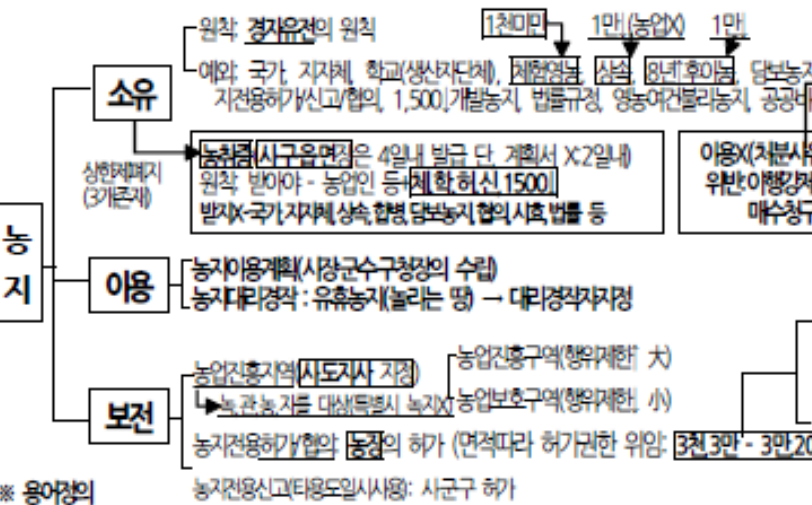 원칙: 경자유전의 원칙
1천미만 1만↓(농업X) 1만↓
예외: 국가, 지자체, 학교(생산자단체), 체험영농, 상속, 8년↑후이농, 담보농지
지전용허가/신고/협의, 1,500↓개발농지, 법률규정, 영농여건불리농지, 공공비
소유
상한제폐지
(3개존재)
농취증(시구읍면장은 4일내 발급 단, 계획서 X:2일내)
원칙: 받아야 - 농업인 등+체,학,허,신,1500↓
받지X-국가,지자체,상속,합병,담보농지,협의,시효,법률 등
이용X(처분사유
위반:이행강제
매수청구
농지
이용
농지이용계획(시장군수구청장의 수립)
농지대리경작 : 유휴농지(놀리는 땅) → 대리경작자지정
보전
농업진흥지역(시도지사 지정)
녹,관,농,자를 대상(특별시 녹지X)
농업진흥구역(행위제한↑ 大)
농업보호구역(행위제한↓ 小)
농지전용허가/협의: 농장의 허가 (면적따라 허가권한 위임: 3천,3만 - 3만,20
농지전용신고(타용도일시사용): 시군구 허가
※ 용어정의